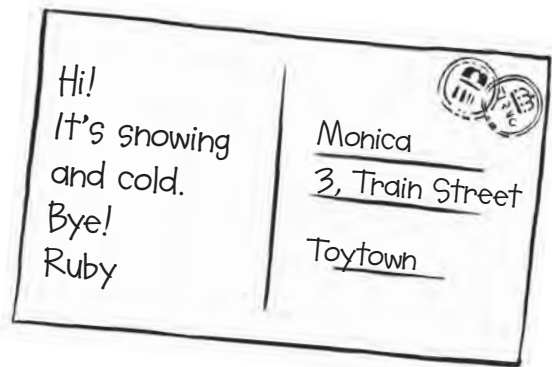 Hi!
It's snowing
and cold.
Bye!
Ruby
Monica
3, Train Street
Toytown